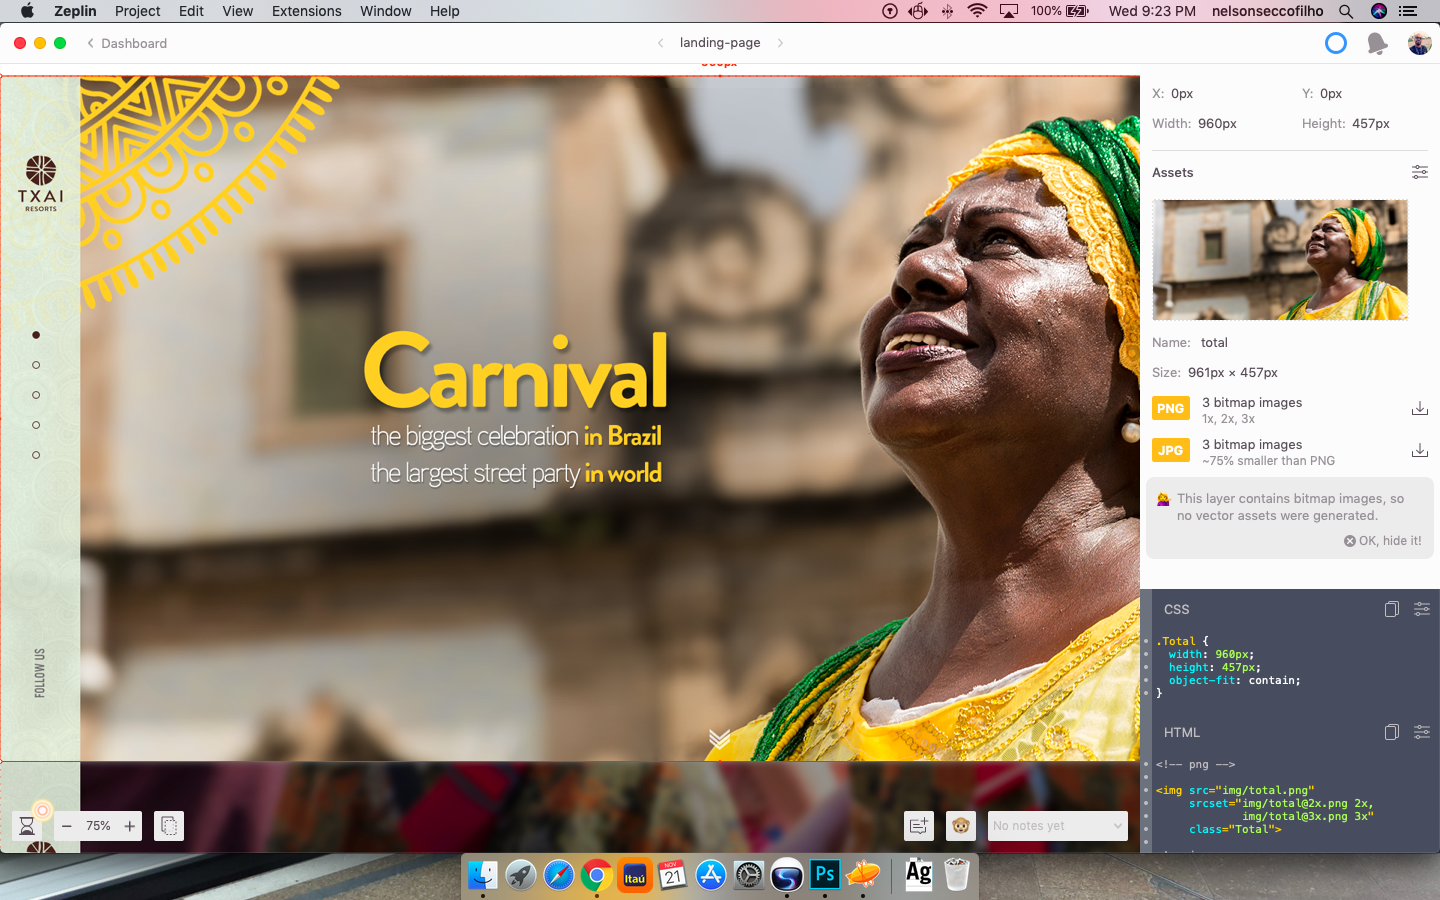 Zeplin Project Edit View Extensions Window Help
100% Wed 9:23 PM nelsonseccofilho
Dashboard
landing-page
X: 0px Y: 0px
Width: 960px Height: 457px
Assets
Name: total
Size: 961px × 457px
PNG 3 bitmap images
1x, 2x, 3x
JPG 3 bitmap images
~75% smaller than PNG
This layer contains bitmap images, so
no vector assets were generated.
OK, hide it!
CSS
.Total {
width: 960px;
height: 457px;
object-fit: contain;
}
HTML
<!-- png -->
<img src="img/total.png"
srcset="img/total@2x.png 2x,
img/total@3x.png 3x"
class="Total">
TXAI
RESORTS
Carnival
the biggest celebration in Brazil
the largest street party in world
FOLLOW US
75%
No notes yet
Itaú
NOV
21
Ps
Ag